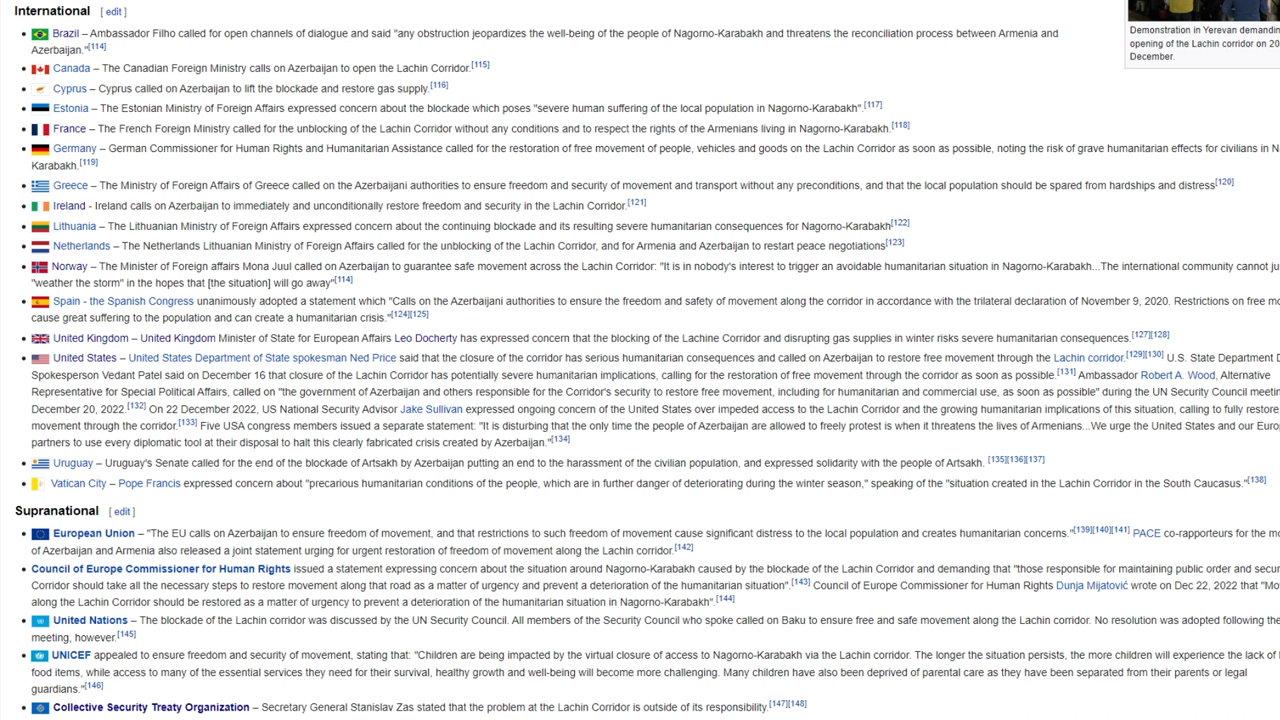 International [ edit ]
Brazil – Ambassador Filho called for open channels of dialogue and said "any obstruction jeopardizes the well-being of the people of Nagorno-Karabakh and threatens the reconciliation process between Armenia and
Azerbaijan."[114]
Canada – The Canadian Foreign Ministry calls on Azerbaijan to open the Lachin Corridor.[115]
Cyprus – Cyprus called on Azerbaijan to lift the blockade and restore gas supply.[116]
Estonia – The Estonian Ministry of Foreign Affairs expressed concern about the blockade which poses "severe human suffering of the local population in Nagorno-Karabakh".[117]
France – The French Foreign Ministry called for the unblocking of the Lachin Corridor without any conditions and to respect the rights of the Armenians living in Nagorno-Karabakh.[118]
Germany – German Commissioner for Human Rights and Humanitarian Assistance called for the restoration of free movement of people, vehicles and goods on the Lachin Corridor as soon as possible, noting the risk of grave humanitarian effects for civilians in N
Karabakh.[119]
Greece – The Ministry of Foreign Affairs of Greece called on the Azerbaijani authorities to ensure freedom and security of movement and transport without any preconditions, and that the local population should be spared from hardships and distress[120]
Ireland - Ireland calls on Azerbaijan to immediately and unconditionally restore freedom and security in the Lachin Corridor.[121]
Lithuania – The Lithuanian Ministry of Foreign Affairs expressed concern about the continuing blockade and its resulting severe humanitarian consequences for Nagorno-Karabakh[122]
Netherlands – The Netherlands Lithuanian Ministry of Foreign Affairs called for the unblocking of the Lachin Corridor, and for Armenia and Azerbaijan to restart peace negotiations[123]
Norway – The Minister of Foreign affairs Mona Juul called on Azerbaijan to guarantee safe movement across the Lachin Corridor: "It is in nobody's interest to trigger an avoidable humanitarian situation in Nagorno-Karabakh...The international community cannot ju
"weather the storm" in the hopes that [the situation] will go away"[114]
Spain - the Spanish Congress unanimously adopted a statement which "Calls on the Azerbaijani authorities to ensure the freedom and safety of movement along the corridor in accordance with the trilateral declaration of November 9, 2020. Restrictions on free mo
cause great suffering to the population and can create a humanitarian crisis."[124][125]
United Kingdom – United Kingdom Minister of State for European Affairs Leo Docherty has expressed concern that the blocking of the Lachine Corridor and disrupting gas supplies in winter risks severe humanitarian consequences.[127][128]
United States – United States Department of State spokesman Ned Price said that the closure of the corridor has serious humanitarian consequences and called on Azerbaijan to restore free movement through the Lachin corridor.[129][130] U.S. State Department D
Spokesperson Vedant Patel said on December 16 that closure of the Lachin Corridor has potentially severe humanitarian implications, calling for the restoration of free movement through the corridor as soon as possible.[131] Ambassador Robert A. Wood, Alternative
Representative for Special Political Affairs, called on "the government of Azerbaijan and others responsible for the Corridor's security to restore free movement, including for humanitarian and commercial use, as soon as possible" during the UN Security Council meetin
December 20, 2022.[132] On 22 December 2022, US National Security Advisor Jake Sullivan expressed ongoing concern of the United States over impeded access to the Lachin Corridor and the growing humanitarian implications of this situation, calling to fully restore
movement through the corridor.[133] Five USA congress members issued a separate statement: "It is disturbing that the only time the people of Azerbaijan are allowed to freely protest is when it threatens the lives of Armenians...We urge the United States and our Euro
partners to use every diplomatic tool at their disposal to halt this clearly fabricated crisis created by Azerbaijan."[134]
Uruguay – Uruguay's Senate called for the end of the blockade of Artsakh by Azerbaijan putting an end to the harassment of the civilian population, and expressed solidarity with the people of Artsakh. [135][136][137]
Vatican City – Pope Francis expressed concern about "precarious humanitarian conditions of the people, which are in further danger of deteriorating during the winter season," speaking of the "situation created in the Lachin Corridor in the South Caucasus."[138]
Supranational [ edit ]
European Union – "The EU calls on Azerbaijan to ensure freedom of movement, and that restrictions to such freedom of movement cause significant distress to the local population and creates humanitarian concerns."[139][140][141] PACE co-rapporteurs for the mo
of Azerbaijan and Armenia also released a joint statement urging for urgent restoration of freedom of movement along the Lachin corridor.[142]
Council of Europe Commissioner for Human Rights issued a statement expressing concern about the situation around Nagorno-Karabakh caused by the blockade of the Lachin Corridor and demanding that "those responsible for maintaining public order and secur
Corridor should take all the necessary steps to restore movement along that road as a matter of urgency and prevent a deterioration of the humanitarian situation".[143] Council of Europe Commissioner for Human Rights Dunja Mijatović wrote on Dec 22, 2022 that "Mo
along the Lachin Corridor should be restored as a matter of urgency to prevent a deterioration of the humanitarian situation in Nagorno-Karabakh".[144]
United Nations – The blockade of the Lachin corridor was discussed by the UN Security Council. All members of the Security Council who spoke called on Baku to ensure free and safe movement along the Lachin corridor. No resolution was adopted following the
meeting, however.[145]
UNICEF appealed to ensure freedom and security of movement, stating that: "Children are being impacted by the virtual closure of access to Nagorno-Karabakh via the Lachin corridor. The longer the situation persists, the more children will experience the lack of
food items, while access to many of the essential services they need for their survival, healthy growth and well-being will become more challenging. Many children have also been deprived of parental care as they have been separated from their parents or legal
guardians."[146]
Collective Security Treaty Organization – Secretary General Stanislav Zas stated that the problem at the Lachin Corridor is outside of its responsibility.[147][148]
Demonstration in Yerevan demandin
opening of the Lachin corridor on 20
December.